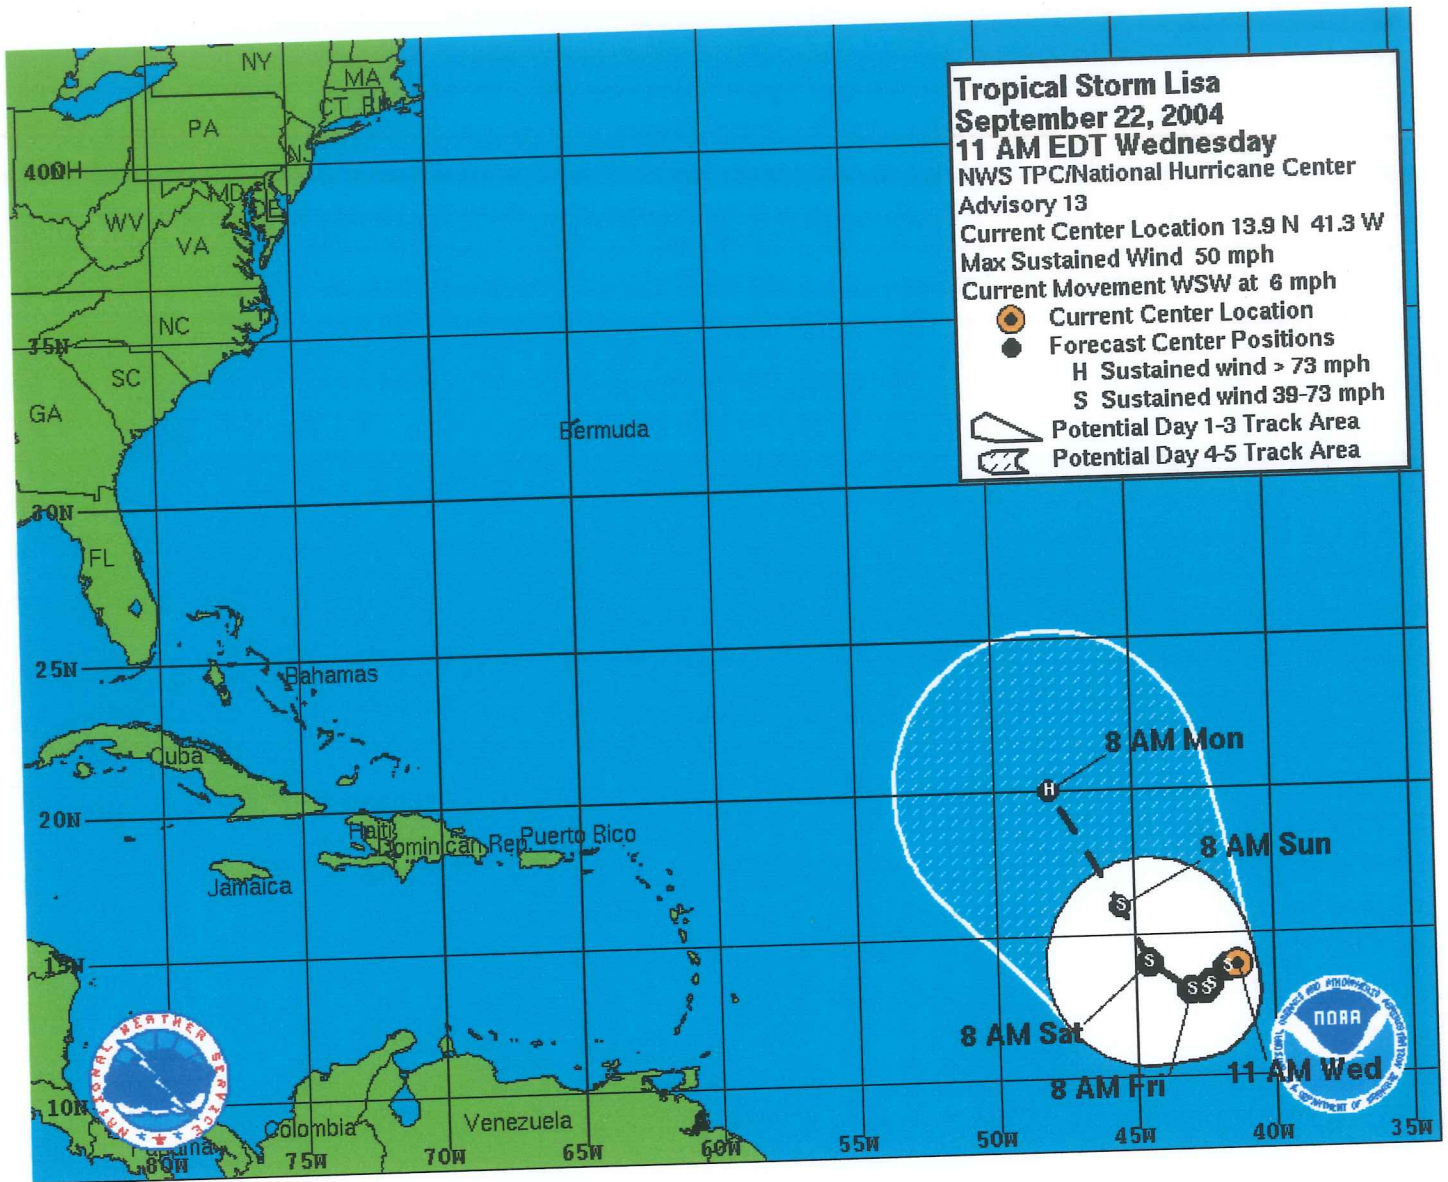 Tropical Storm Lisa
September 22, 2004
11 AM EDT Wednesday
NWS TPC/National Hurricane Center
Advisory 13
Current Center Location 13.9 N 41.3 W
Max Sustained Wind 50 mph
Current Movement WSW at 6 mph
Current Center Location
Forecast Center Positions
H Sustained wind > 73 mph
S Sustained wind 39-73 mph
Potential Day 1-3 Track Area
Potential Day 4-5 Track Area
NY
MA
CT RI
PA
NJ
40N
OH
MD
DE
WV
VA
NC
35N
SC
GA
Bermuda
30N
FL
25N
Bahamas
8 AM Mon
Cuba
H
20N
Haiti
Dominican Rep.
Puerto Rico
8 AM Sun
Jamaica
S
15N
S
S
S
S
S
8 AM Sat
NOAA
8 AM Fri
11 AM Wed
NATIONAL WEATHER SERVICE
10N
Colombia
Venezuela
Panama
80W
75W
70W
65W
60W
55W
50W
45W
40W
35W